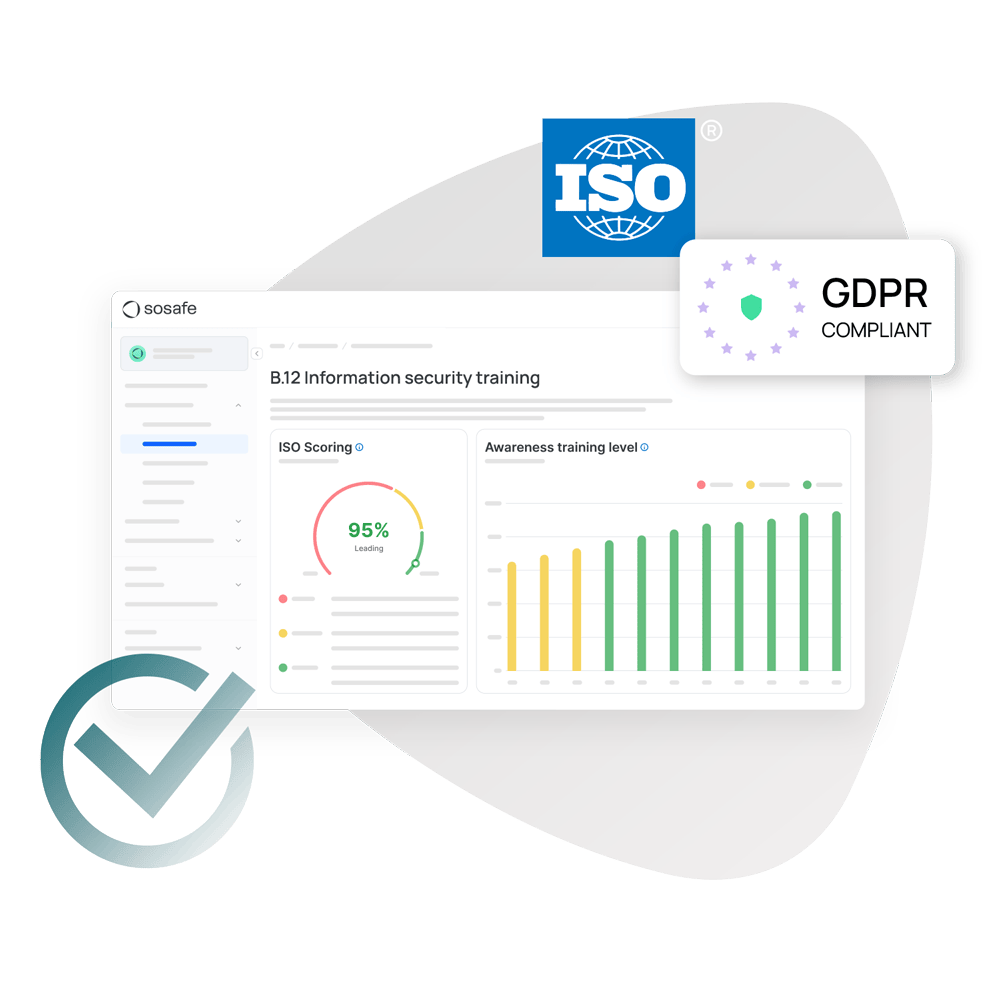 ISO
®
GDPR
COMPLIANT
sosafe
B.12 Information security training
ISO Scoring
Awareness training level
95%
Leading